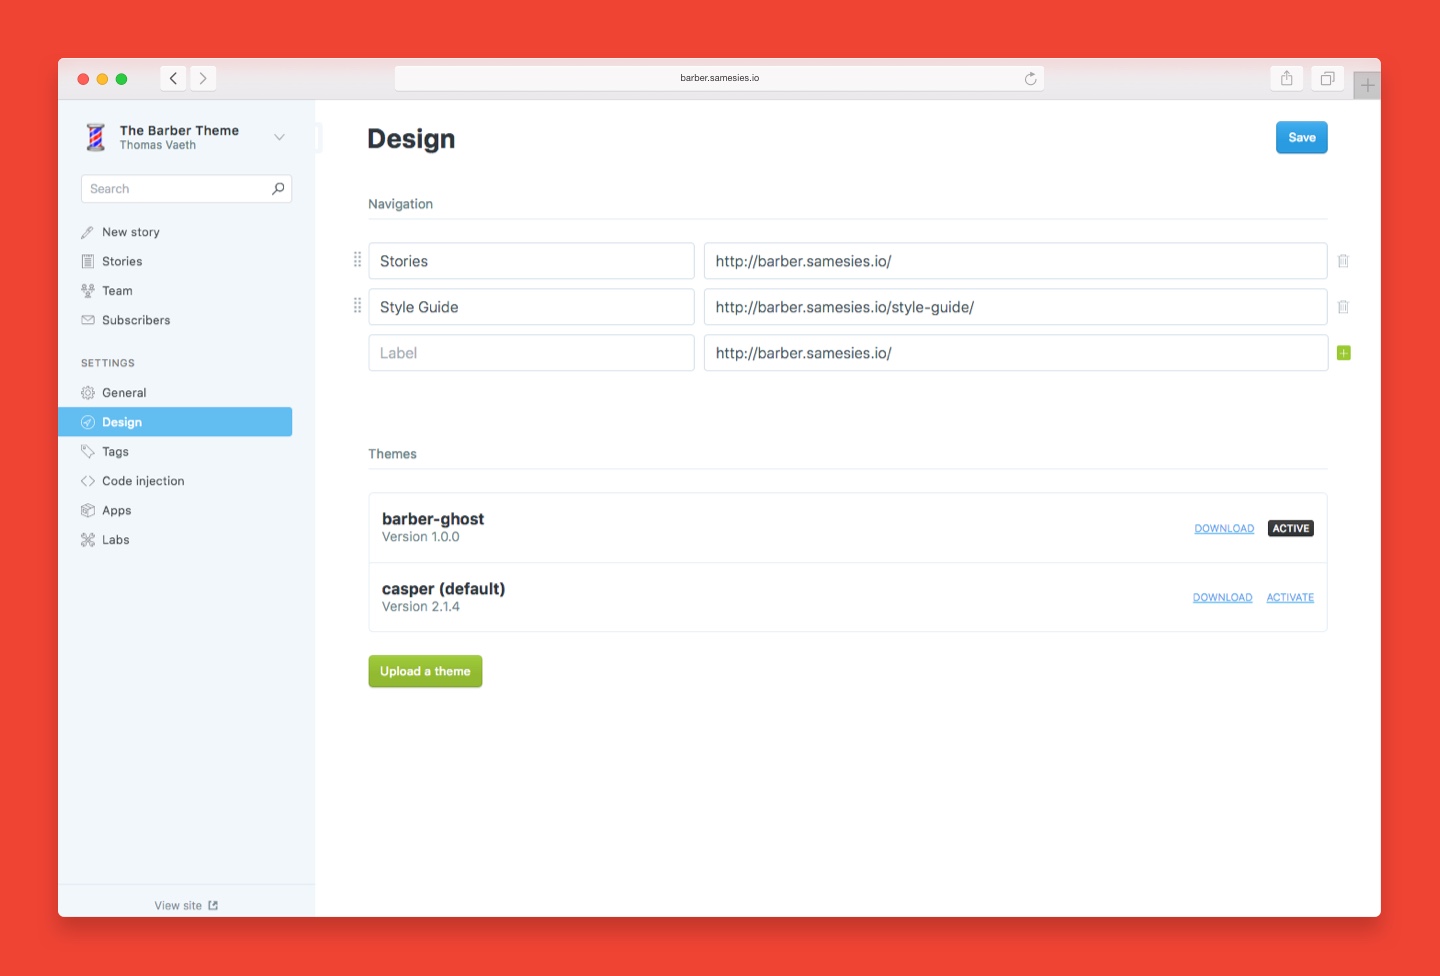 barber.samesies.io
The Barber Theme
Thomas Vaeth
Search
New story
Stories
Team
Subscribers
SETTINGS
General
Design
Tags
Code injection
Apps
Labs
View site
Design
Save
Navigation
Stories http://barber.samesies.io/
Style Guide http://barber.samesies.io/style-guide/
Label http://barber.samesies.io/
Themes
barber-ghost
Version 1.0.0
DOWNLOAD ACTIVE
casper (default)
Version 2.1.4
DOWNLOAD ACTIVATE
Upload a theme